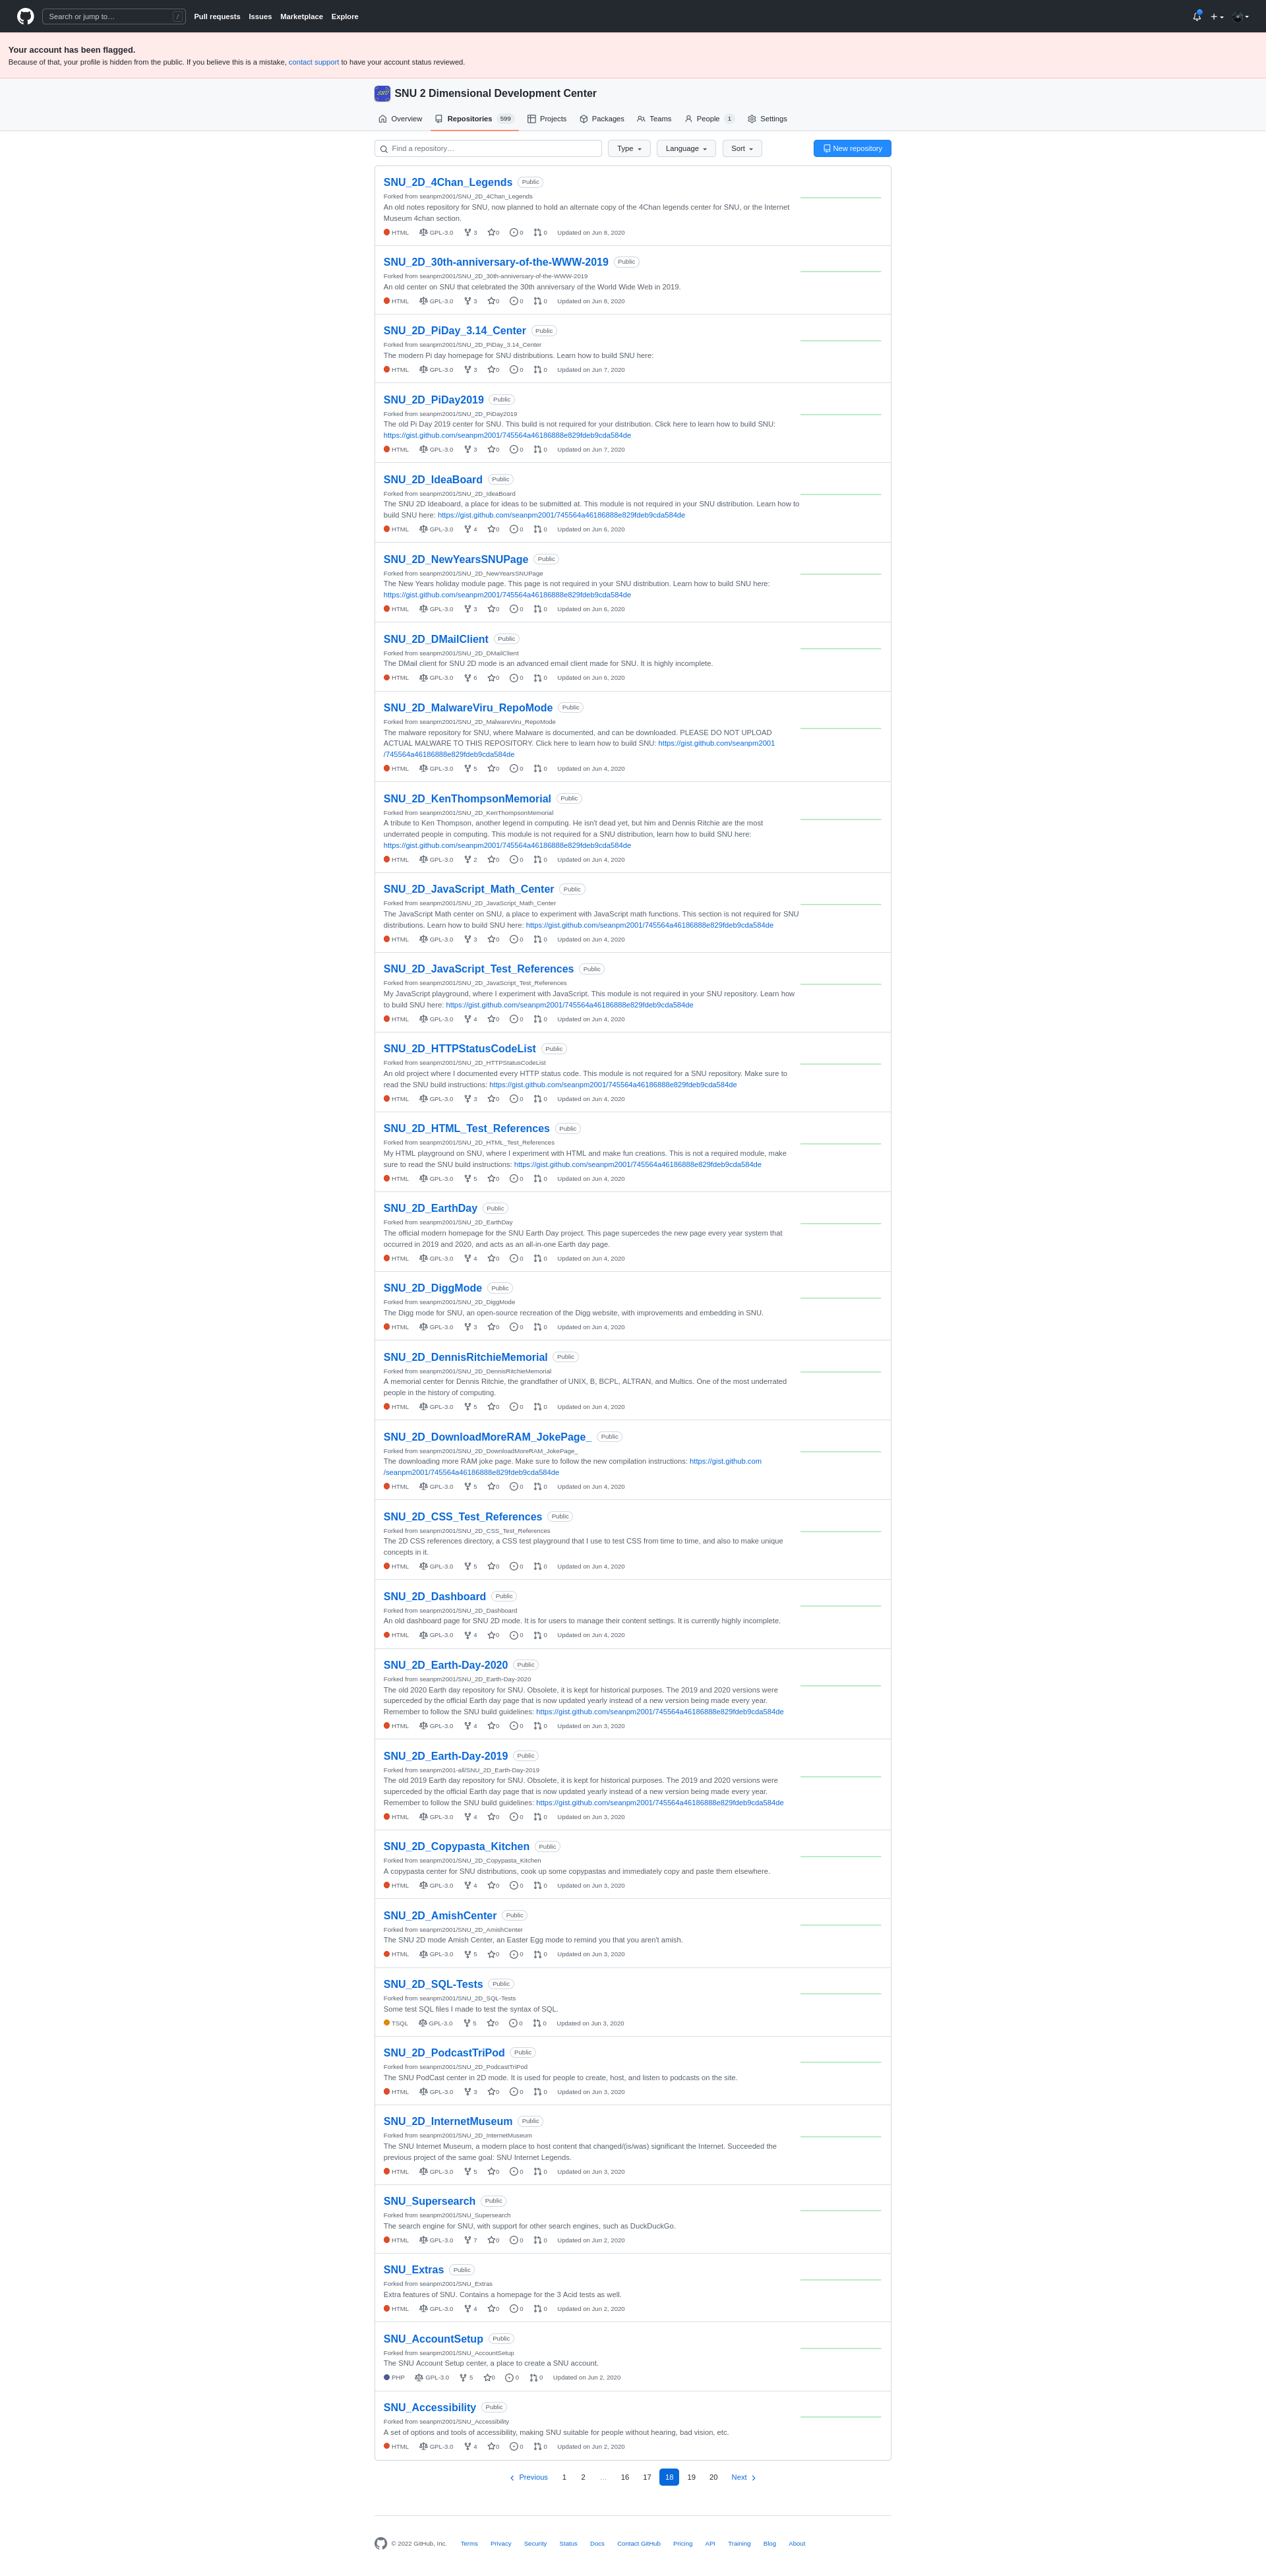 Search or jump to… /
Pull requests Issues Marketplace Explore
Your account has been flagged.
Because of that, your profile is hidden from the public. If you believe this is a mistake, contact support to have your account status reviewed.
SNU 2 Dimensional Development Center
Overview Repositories 599 Projects Packages Teams People 1 Settings
Find a repository… Type Language Sort New repository
SNU_2D_4Chan_Legends Public
Forked from seanpm2001/SNU_2D_4Chan_Legends
An old notes repository for SNU, now planned to hold an alternate copy of the 4Chan legends center for SNU, or the Internet
Museum 4chan section.
HTML GPL-3.0 3 0 0 0 Updated on Jun 8, 2020
SNU_2D_30th-anniversary-of-the-WWW-2019 Public
Forked from seanpm2001/SNU_2D_30th-anniversary-of-the-WWW-2019
An old center on SNU that celebrated the 30th anniversary of the World Wide Web in 2019.
HTML GPL-3.0 3 0 0 0 Updated on Jun 8, 2020
SNU_2D_PiDay_3.14_Center Public
Forked from seanpm2001/SNU_2D_PiDay_3.14_Center
The modern Pi day homepage for SNU distributions. Learn how to build SNU here:
HTML GPL-3.0 3 0 0 0 Updated on Jun 7, 2020
SNU_2D_PiDay2019 Public
Forked from seanpm2001/SNU_2D_PiDay2019
The old Pi Day 2019 center for SNU. This build is not required for your distribution. Click here to learn how to build SNU:
https://gist.github.com/seanpm2001/745564a46186888e829fdeb9cda584de
HTML GPL-3.0 3 0 0 0 Updated on Jun 7, 2020
SNU_2D_IdeaBoard Public
Forked from seanpm2001/SNU_2D_IdeaBoard
The SNU 2D Ideaboard, a place for ideas to be submitted at. This module is not required in your SNU distribution. Learn how to
build SNU here: https://gist.github.com/seanpm2001/745564a46186888e829fdeb9cda584de
HTML GPL-3.0 4 0 0 0 Updated on Jun 6, 2020
SNU_2D_NewYearsSNUPage Public
Forked from seanpm2001/SNU_2D_NewYearsSNUPage
The New Years holiday module page. This page is not required in your SNU distribution. Learn how to build SNU here:
https://gist.github.com/seanpm2001/745564a46186888e829fdeb9cda584de
HTML GPL-3.0 3 0 0 0 Updated on Jun 6, 2020
SNU_2D_DMailClient Public
Forked from seanpm2001/SNU_2D_DMailClient
The DMail client for SNU 2D mode is an advanced email client made for SNU. It is highly incomplete.
HTML GPL-3.0 6 0 0 0 Updated on Jun 6, 2020
SNU_2D_MalwareViru_RepoMode Public
Forked from seanpm2001/SNU_2D_MalwareViru_RepoMode
The malware repository for SNU, where Malware is documented, and can be downloaded. PLEASE DO NOT UPLOAD
ACTUAL MALWARE TO THIS REPOSITORY. Click here to learn how to build SNU: https://gist.github.com/seanpm2001
/745564a46186888e829fdeb9cda584de
HTML GPL-3.0 5 0 0 0 Updated on Jun 4, 2020
SNU_2D_KenThompsonMemorial Public
Forked from seanpm2001/SNU_2D_KenThompsonMemorial
A tribute to Ken Thompson, another legend in computing. He isn't dead yet, but him and Dennis Ritchie are the most
underrated people in computing. This module is not required for a SNU distribution, learn how to build SNU here:
https://gist.github.com/seanpm2001/745564a46186888e829fdeb9cda584de
HTML GPL-3.0 2 0 0 0 Updated on Jun 4, 2020
SNU_2D_JavaScript_Math_Center Public
Forked from seanpm2001/SNU_2D_JavaScript_Math_Center
The JavaScript Math center on SNU, a place to experiment with JavaScript math functions. This section is not required for SNU
distributions. Learn how to build SNU here: https://gist.github.com/seanpm2001/745564a46186888e829fdeb9cda584de
HTML GPL-3.0 3 0 0 0 Updated on Jun 4, 2020
SNU_2D_JavaScript_Test_References Public
Forked from seanpm2001/SNU_2D_JavaScript_Test_References
My JavaScript playground, where I experiment with JavaScript. This module is not required in your SNU repository. Learn how
to build SNU here: https://gist.github.com/seanpm2001/745564a46186888e829fdeb9cda584de
HTML GPL-3.0 4 0 0 0 Updated on Jun 4, 2020
SNU_2D_HTTPStatusCodeList Public
Forked from seanpm2001/SNU_2D_HTTPStatusCodeList
An old project where I documented every HTTP status code. This module is not required for a SNU repository. Make sure to
read the SNU build instructions: https://gist.github.com/seanpm2001/745564a46186888e829fdeb9cda584de
HTML GPL-3.0 3 0 0 0 Updated on Jun 4, 2020
SNU_2D_HTML_Test_References Public
Forked from seanpm2001/SNU_2D_HTML_Test_References
My HTML playground on SNU, where I experiment with HTML and make fun creations. This is not a required module, make
sure to read the SNU build instructions: https://gist.github.com/seanpm2001/745564a46186888e829fdeb9cda584de
HTML GPL-3.0 5 0 0 0 Updated on Jun 4, 2020
SNU_2D_EarthDay Public
Forked from seanpm2001/SNU_2D_EarthDay
The official modern homepage for the SNU Earth Day project. This page supercedes the new page every year system that
occurred in 2019 and 2020, and acts as an all-in-one Earth day page.
HTML GPL-3.0 4 0 0 0 Updated on Jun 4, 2020
SNU_2D_DiggMode Public
Forked from seanpm2001/SNU_2D_DiggMode
The Digg mode for SNU, an open-source recreation of the Digg website, with improvements and embedding in SNU.
HTML GPL-3.0 3 0 0 0 Updated on Jun 4, 2020
SNU_2D_DennisRitchieMemorial Public
Forked from seanpm2001/SNU_2D_DennisRitchieMemorial
A memorial center for Dennis Ritchie, the grandfather of UNIX, B, BCPL, ALTRAN, and Multics. One of the most underrated
people in the history of computing.
HTML GPL-3.0 5 0 0 0 Updated on Jun 4, 2020
SNU_2D_DownloadMoreRAM_JokePage_ Public
Forked from seanpm2001/SNU_2D_DownloadMoreRAM_JokePage_
The downloading more RAM joke page. Make sure to follow the new compilation instructions: https://gist.github.com
/seanpm2001/745564a46186888e829fdeb9cda584de
HTML GPL-3.0 5 0 0 0 Updated on Jun 4, 2020
SNU_2D_CSS_Test_References Public
Forked from seanpm2001/SNU_2D_CSS_Test_References
The 2D CSS references directory, a CSS test playground that I use to test CSS from time to time, and also to make unique
concepts in it.
HTML GPL-3.0 5 0 0 0 Updated on Jun 4, 2020
SNU_2D_Dashboard Public
Forked from seanpm2001/SNU_2D_Dashboard
An old dashboard page for SNU 2D mode. It is for users to manage their content settings. It is currently highly incomplete.
HTML GPL-3.0 4 0 0 0 Updated on Jun 4, 2020
SNU_2D_Earth-Day-2020 Public
Forked from seanpm2001/SNU_2D_Earth-Day-2020
The old 2020 Earth day repository for SNU. Obsolete, it is kept for historical purposes. The 2019 and 2020 versions were
superceded by the official Earth day page that is now updated yearly instead of a new version being made every year.
Remember to follow the SNU build guidelines: https://gist.github.com/seanpm2001/745564a46186888e829fdeb9cda584de
HTML GPL-3.0 4 0 0 0 Updated on Jun 3, 2020
SNU_2D_Earth-Day-2019 Public
Forked from seanpm2001-all/SNU_2D_Earth-Day-2019
The old 2019 Earth day repository for SNU. Obsolete, it is kept for historical purposes. The 2019 and 2020 versions were
superceded by the official Earth day page that is now updated yearly instead of a new version being made every year.
Remember to follow the SNU build guidelines: https://gist.github.com/seanpm2001/745564a46186888e829fdeb9cda584de
HTML GPL-3.0 4 0 0 0 Updated on Jun 3, 2020
SNU_2D_Copypasta_Kitchen Public
Forked from seanpm2001/SNU_2D_Copypasta_Kitchen
A copypasta center for SNU distributions, cook up some copypastas and immediately copy and paste them elsewhere.
HTML GPL-3.0 4 0 0 0 Updated on Jun 3, 2020
SNU_2D_AmishCenter Public
Forked from seanpm2001/SNU_2D_AmishCenter
The SNU 2D mode Amish Center, an Easter Egg mode to remind you that you aren't amish.
HTML GPL-3.0 5 0 0 0 Updated on Jun 3, 2020
SNU_2D_SQL-Tests Public
Forked from seanpm2001/SNU_2D_SQL-Tests
Some test SQL files I made to test the syntax of SQL.
TSQL GPL-3.0 5 0 0 0 Updated on Jun 3, 2020
SNU_2D_PodcastTriPod Public
Forked from seanpm2001/SNU_2D_PodcastTriPod
The SNU PodCast center in 2D mode. It is used for people to create, host, and listen to podcasts on the site.
HTML GPL-3.0 3 0 0 0 Updated on Jun 3, 2020
SNU_2D_InternetMuseum Public
Forked from seanpm2001/SNU_2D_InternetMuseum
The SNU Internet Museum, a modern place to host content that changed/(is/was) significant the Internet. Succeeded the
previous project of the same goal: SNU Internet Legends.
HTML GPL-3.0 5 0 0 0 Updated on Jun 3, 2020
SNU_Supersearch Public
Forked from seanpm2001/SNU_Supersearch
The search engine for SNU, with support for other search engines, such as DuckDuckGo.
HTML GPL-3.0 7 0 0 0 Updated on Jun 2, 2020
SNU_Extras Public
Forked from seanpm2001/SNU_Extras
Extra features of SNU. Contains a homepage for the 3 Acid tests as well.
HTML GPL-3.0 4 0 0 0 Updated on Jun 2, 2020
SNU_AccountSetup Public
Forked from seanpm2001/SNU_AccountSetup
The SNU Account Setup center, a place to create a SNU account.
PHP GPL-3.0 5 0 0 0 Updated on Jun 2, 2020
SNU_Accessibility Public
Forked from seanpm2001/SNU_Accessibility
A set of options and tools of accessibility, making SNU suitable for people without hearing, bad vision, etc.
HTML GPL-3.0 4 0 0 0 Updated on Jun 2, 2020
Previous 1 2 … 16 17 18 19 20 Next
© 2022 GitHub, Inc. Terms Privacy Security Status Docs Contact GitHub Pricing API Training Blog About